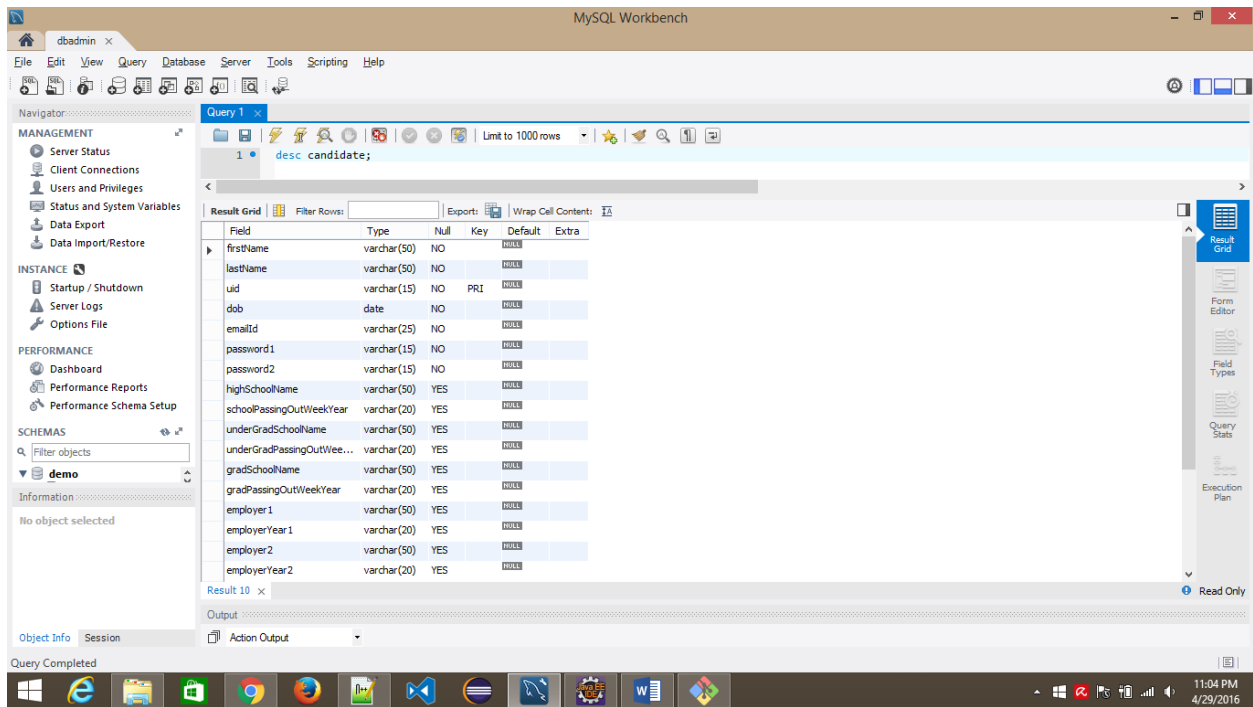 MySQL Workbench
dbadmin ×
File Edit View Query Database Server Tools Scripting Help
Navigator
MANAGEMENT
Server Status
Client Connections
Users and Privileges
Status and System Variables
Data Export
Data Import/Restore
INSTANCE
Startup / Shutdown
Server Logs
Options File
PERFORMANCE
Dashboard
Performance Reports
Performance Schema Setup
SCHEMAS
Filter objects
demo
Information
No object selected
Object Info Session
Query 1 ×
Limit to 1000 rows
1 desc candidate;
Result Grid Filter Rows: Export: Wrap Cell Content:
Field Type Null Key Default Extra
firstName varchar(50) NO NULL
lastName varchar(50) NO NULL
uid varchar(15) NO PRI NULL
dob date NO NULL
emailId varchar(25) NO NULL
password1 varchar(15) NO NULL
password2 varchar(15) NO NULL
highSchoolName varchar(50) YES NULL
schoolPassingOutWeekYear varchar(20) YES NULL
underGradSchoolName varchar(50) YES NULL
underGradPassingOutWee... varchar(20) YES NULL
gradSchoolName varchar(50) YES NULL
gradPassingOutWeekYear varchar(20) YES NULL
employer1 varchar(50) YES NULL
employerYear1 varchar(20) YES NULL
employer2 varchar(50) YES NULL
employerYear2 varchar(20) YES NULL
Result Grid
Form Editor
Field Types
Query Stats
Execution Plan
Result 10 × Read Only
Output
Action Output
Query Completed
11:04 PM
4/29/2016